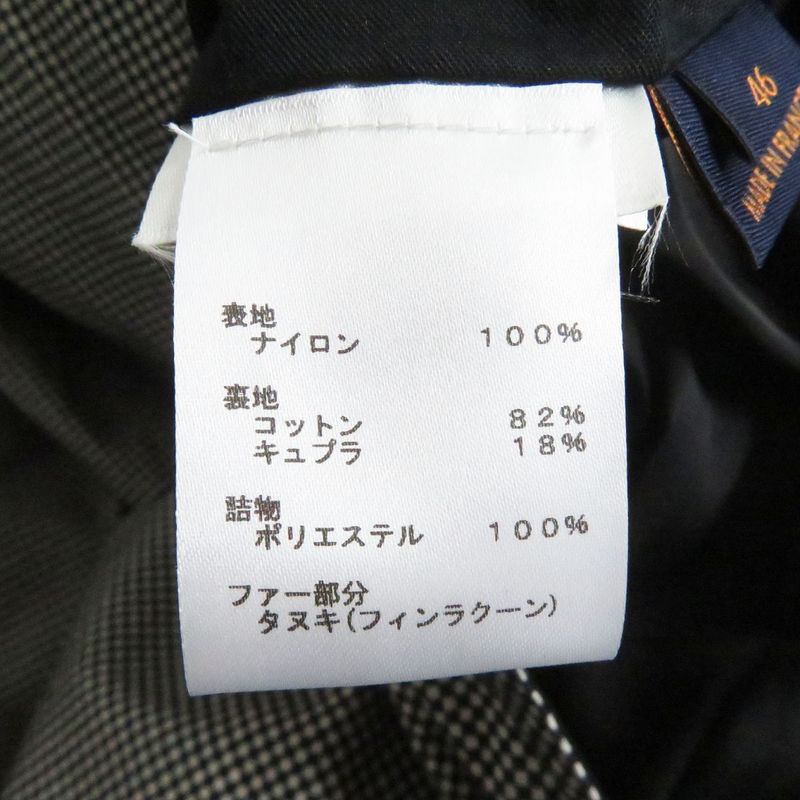 46
MADE IN FRANCE
表地
ナイロン 100%
裏地
コットン 82%
キュプラ 18%
詰物
ポリエステル 100%
ファー部分
タヌキ(フィンラクーン)